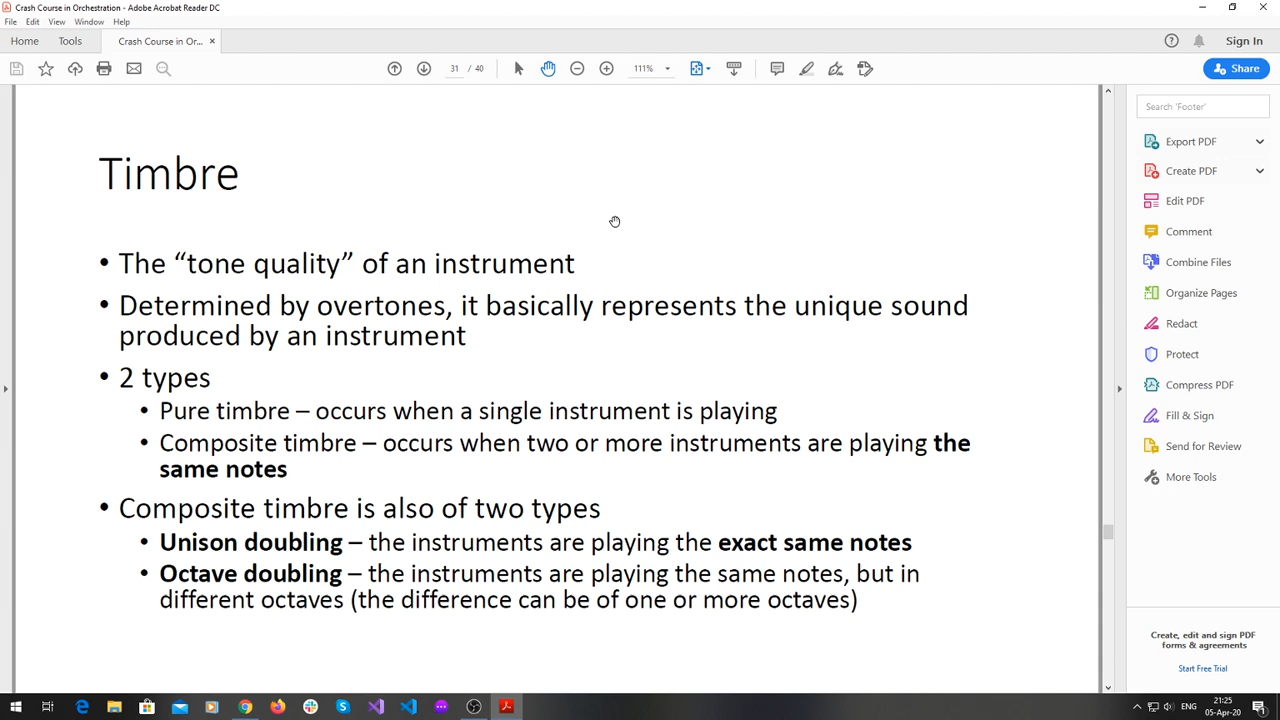 Crash Course in Orchestration - Adobe Acrobat Reader DC
File Edit View Window Help
Home Tools Crash Course in Or... × Sign In
31 / 40 111% Share
Timbre
• The “tone quality” of an instrument
• Determined by overtones, it basically represents the unique sound
produced by an instrument
• 2 types
• Pure timbre – occurs when a single instrument is playing
• Composite timbre – occurs when two or more instruments are playing the
same notes
• Composite timbre is also of two types
• Unison doubling – the instruments are playing the exact same notes
• Octave doubling – the instruments are playing the same notes, but in
different octaves (the difference can be of one or more octaves)
Search 'Footer'
Export PDF
Create PDF
Edit PDF
Comment
Combine Files
Organize Pages
Redact
Protect
Compress PDF
Fill & Sign
Send for Review
More Tools
Create, edit and sign PDF
forms & agreements
Start Free Trial
ENG
21:25
05-Apr-20
1